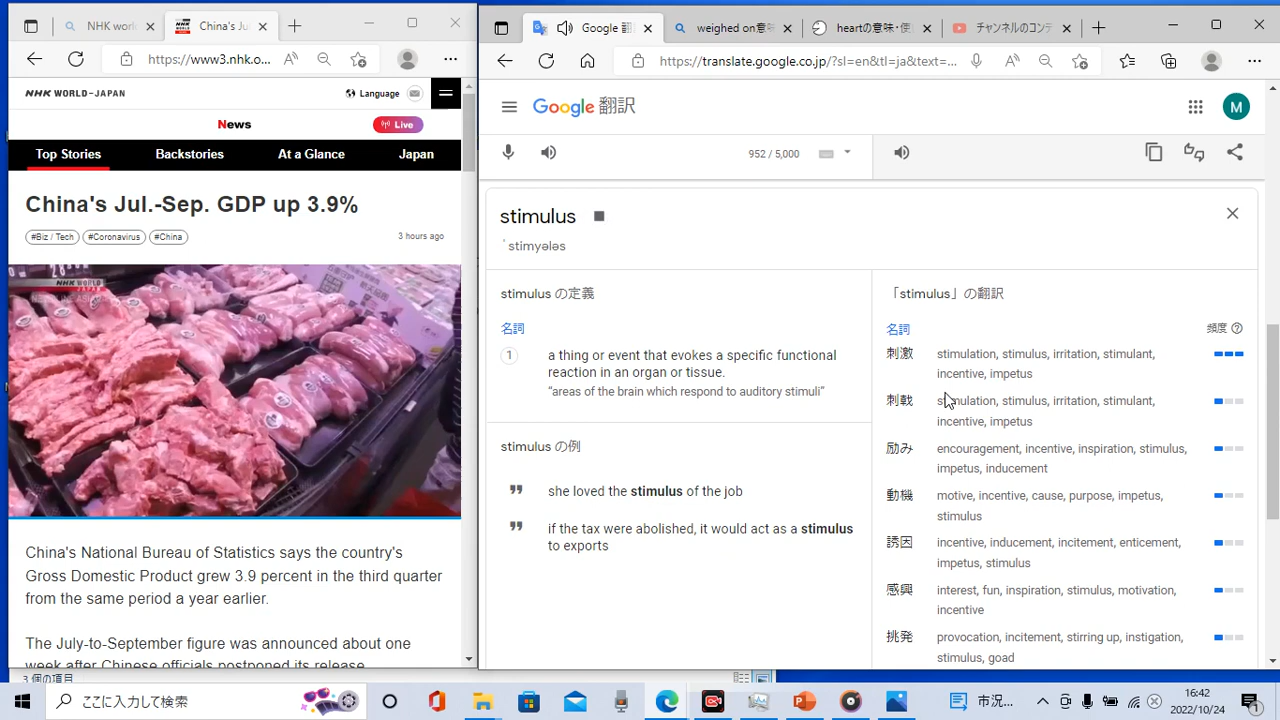 NHK worl
China's Ju
https://www3.nhk.o...
NHK WORLD-JAPAN
Language
News
Live
Top Stories
Backstories
At a Glance
Japan
China's Jul.-Sep. GDP up 3.9%
#Biz / Tech
#Coronavirus
#China
3 hours ago
NHK WORLD
China's National Bureau of Statistics says the country's
Gross Domestic Product grew 3.9 percent in the third quarter
from the same period a year earlier.
The July-to-September figure was announced about one
week after Chinese officials postponed its release
3 個の項目
Google 翻訳
weighed on意味
heartの意味・使
チャンネルのコンテ
https://translate.google.co.jp/?sl=en&tl=ja&text=...
Google 翻訳
M
952 / 5,000
stimulus
ˈstimyələs
stimulus の定義
名詞
1
a thing or event that evokes a specific functional
reaction in an organ or tissue.
“areas of the brain which respond to auditory stimuli”
stimulus の例
she loved the stimulus of the job
if the tax were abolished, it would act as a stimulus
to exports
「stimulus」の翻訳
名詞
頻度
刺激
stimulation, stimulus, irritation, stimulant,
incentive, impetus
刺戟
stimulation, stimulus, irritation, stimulant,
incentive, impetus
励み
encouragement, incentive, inspiration, stimulus,
impetus, inducement
動機
motive, incentive, cause, purpose, impetus,
stimulus
誘因
incentive, inducement, incitement, enticement,
impetus, stimulus
感興
interest, fun, inspiration, stimulus, motivation,
incentive
挑発
provocation, incitement, stirring up, instigation,
stimulus, goad
ここに入力して検索
市況...
16:42
2022/10/24
1